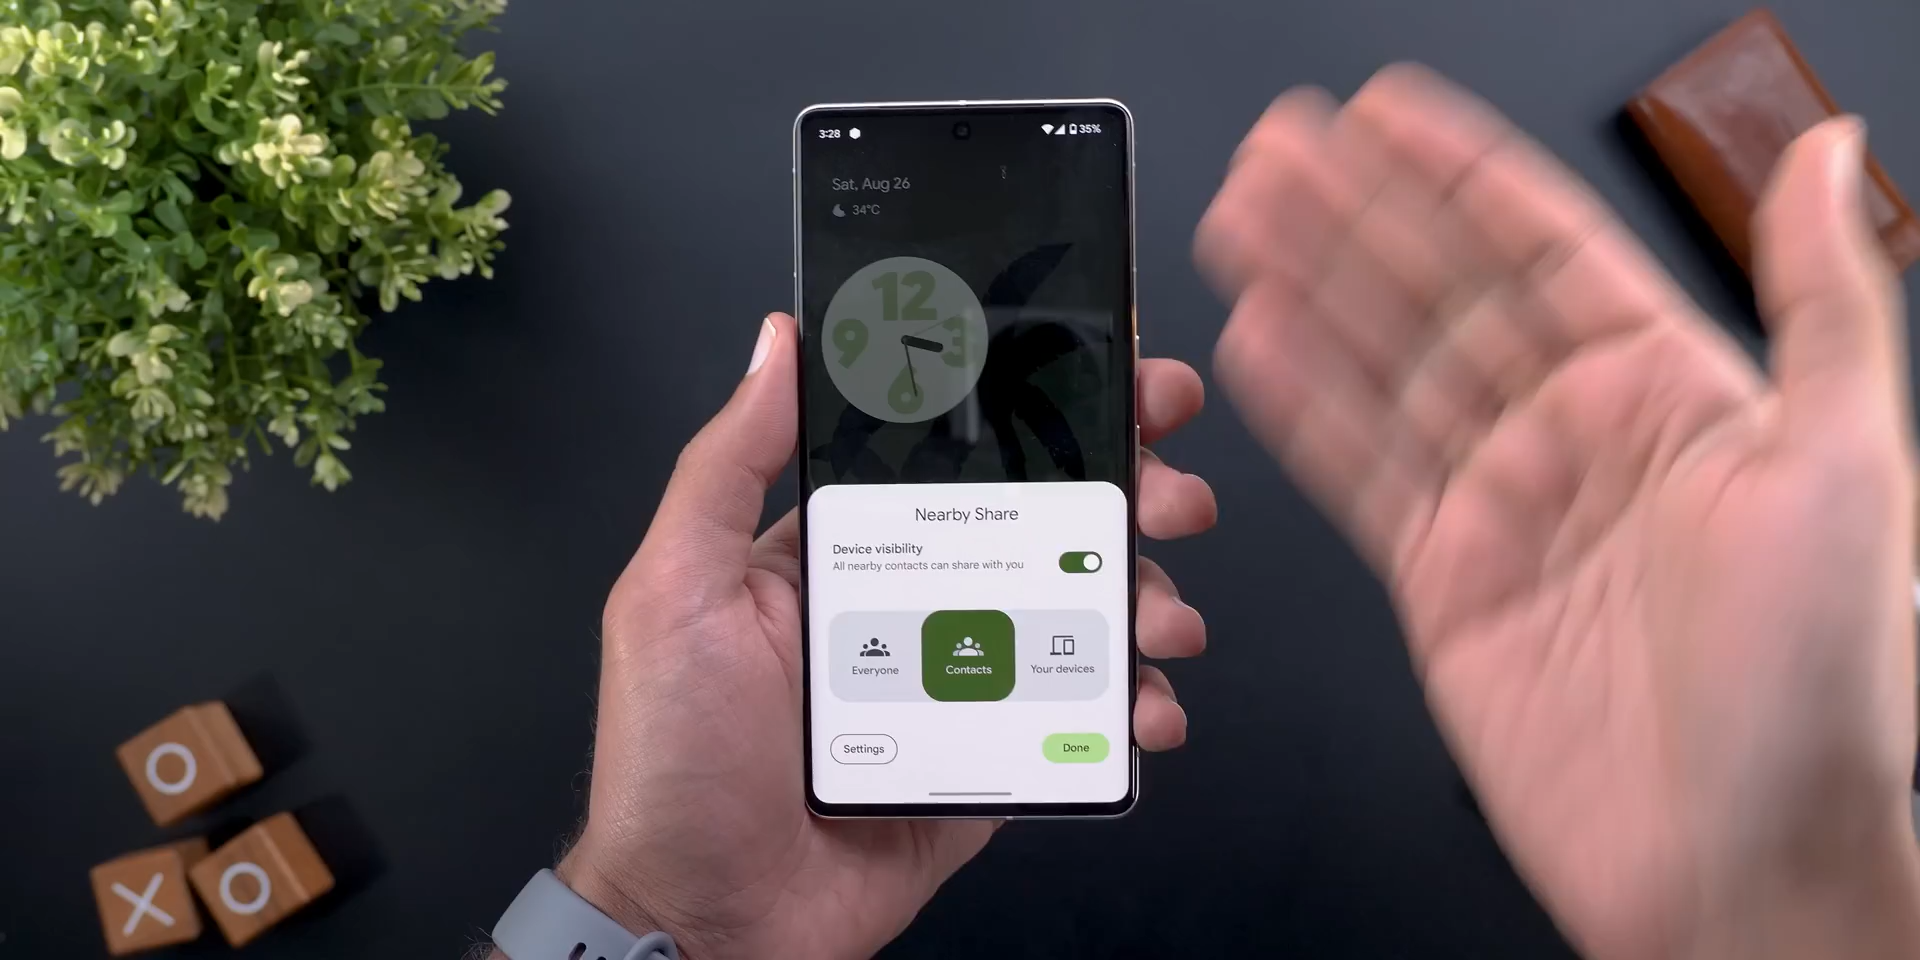 3:28
35%
Sat, Aug 26
34°C
12
9
3
6
Nearby Share
Device visibility
All nearby contacts can share with you
Everyone
Contacts
Your devices
Settings
Done
O
X
O